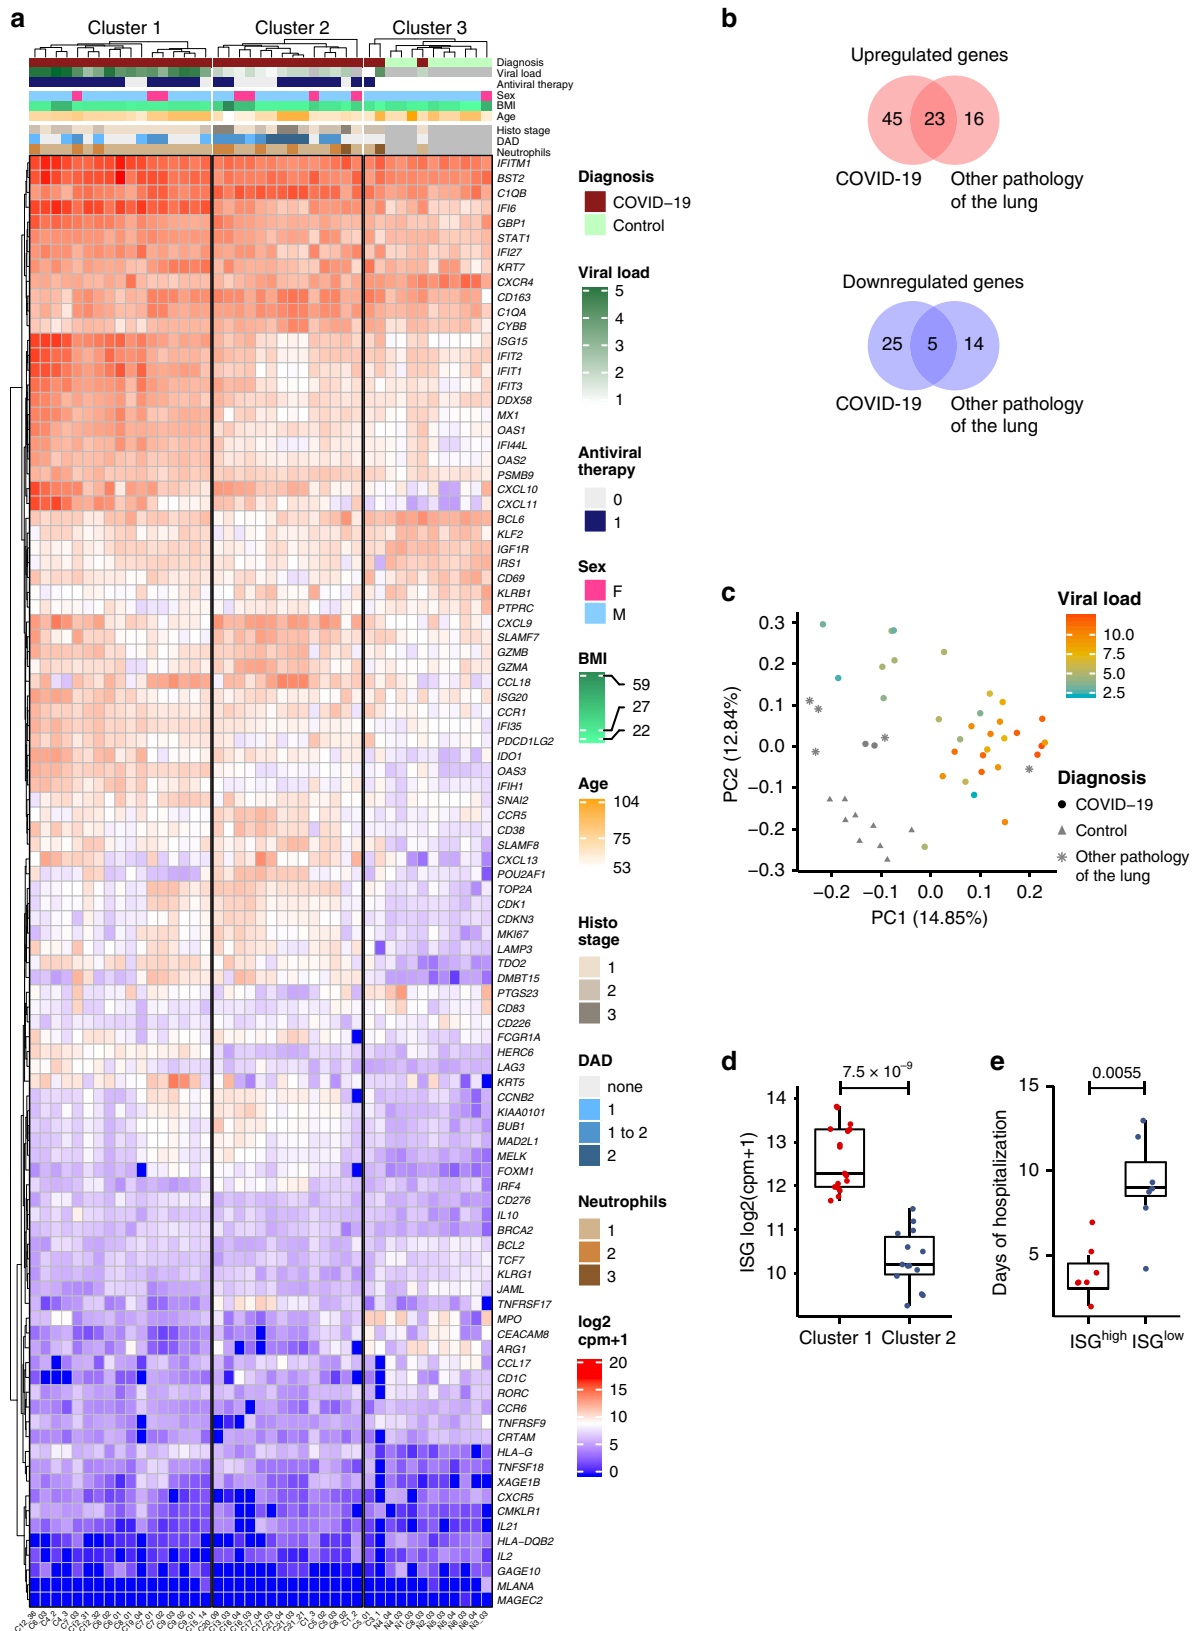 a
Cluster 1
Cluster 2
Cluster 3
Diagnosis
Viral load
Antiviral therapy
Sex
BMI
Age
Histo stage
DAD
Neutrophils
IFITM1
BST2
C1QB
IFI6
GBP1
STAT1
IFI27
KRT7
CXCR4
CD163
C1QA
CYBB
ISG15
IFIT2
IFIT1
IFIT3
DDX58
MX1
OAS1
IFI44L
OAS2
PSMB9
CXCL10
CXCL11
BCL6
KLF2
IGF1R
IRS1
CD69
KLRB1
PTPRC
CXCL9
SLAMF7
GZMB
GZMA
CCL18
ISG20
CCR1
IFI35
PDCD1LG2
IDO1
OAS3
IFIH1
SNAI2
CCR5
CD38
SLAMF8
CXCL13
POU2AF1
TOP2A
CDK1
CDKN3
MKI67
LAMP3
TDO2
DMBT15
PTGS23
CD83
CD226
FCGR1A
HERC6
LAG3
KRT5
CCNB2
KIAA0101
BUB1
MAD2L1
MELK
FOXM1
IRF4
CD276
IL10
BRCA2
BCL2
TCF7
KLRG1
JAML
TNFRSF17
MPO
CEACAM8
ARG1
CCL17
CD1C
RORC
CCR6
TNFRSF9
CRTAM
HLA−G
TNFSF18
XAGE1B
CXCR5
CMKLR1
IL21
HLA−DQB2
IL2
GAGE10
MLANA
MAGEC2
Diagnosis
COVID−19
Control
Viral load
5
4
3
2
1
Antiviral
therapy
0
1
Sex
F
M
BMI
59
27
22
Age
104
75
53
Histo
stage
1
2
3
DAD
none
1
1 to 2
2
Neutrophils
1
2
3
log2
cpm+1
20
15
10
5
0
b
Upregulated genes
45 23 16
COVID-19
Other pathology
of the lung
Downregulated genes
25 5 14
COVID-19
Other pathology
of the lung
c
PC2 (12.84%)
0.3
0.2
0.1
0.0
−0.1
−0.2
−0.3
−0.2 −0.1 0.0 0.1 0.2
PC1 (14.85%)
Viral load
10.0
7.5
5.0
2.5
Diagnosis
COVID−19
Control
Other pathology
of the lung
d
7.5 × 10⁻⁹
ISG log2(cpm+1)
14
13
12
11
10
Cluster 1 Cluster 2
e
0.0055
Days of hospitalization
15
10
5
ISGhigh ISGlow